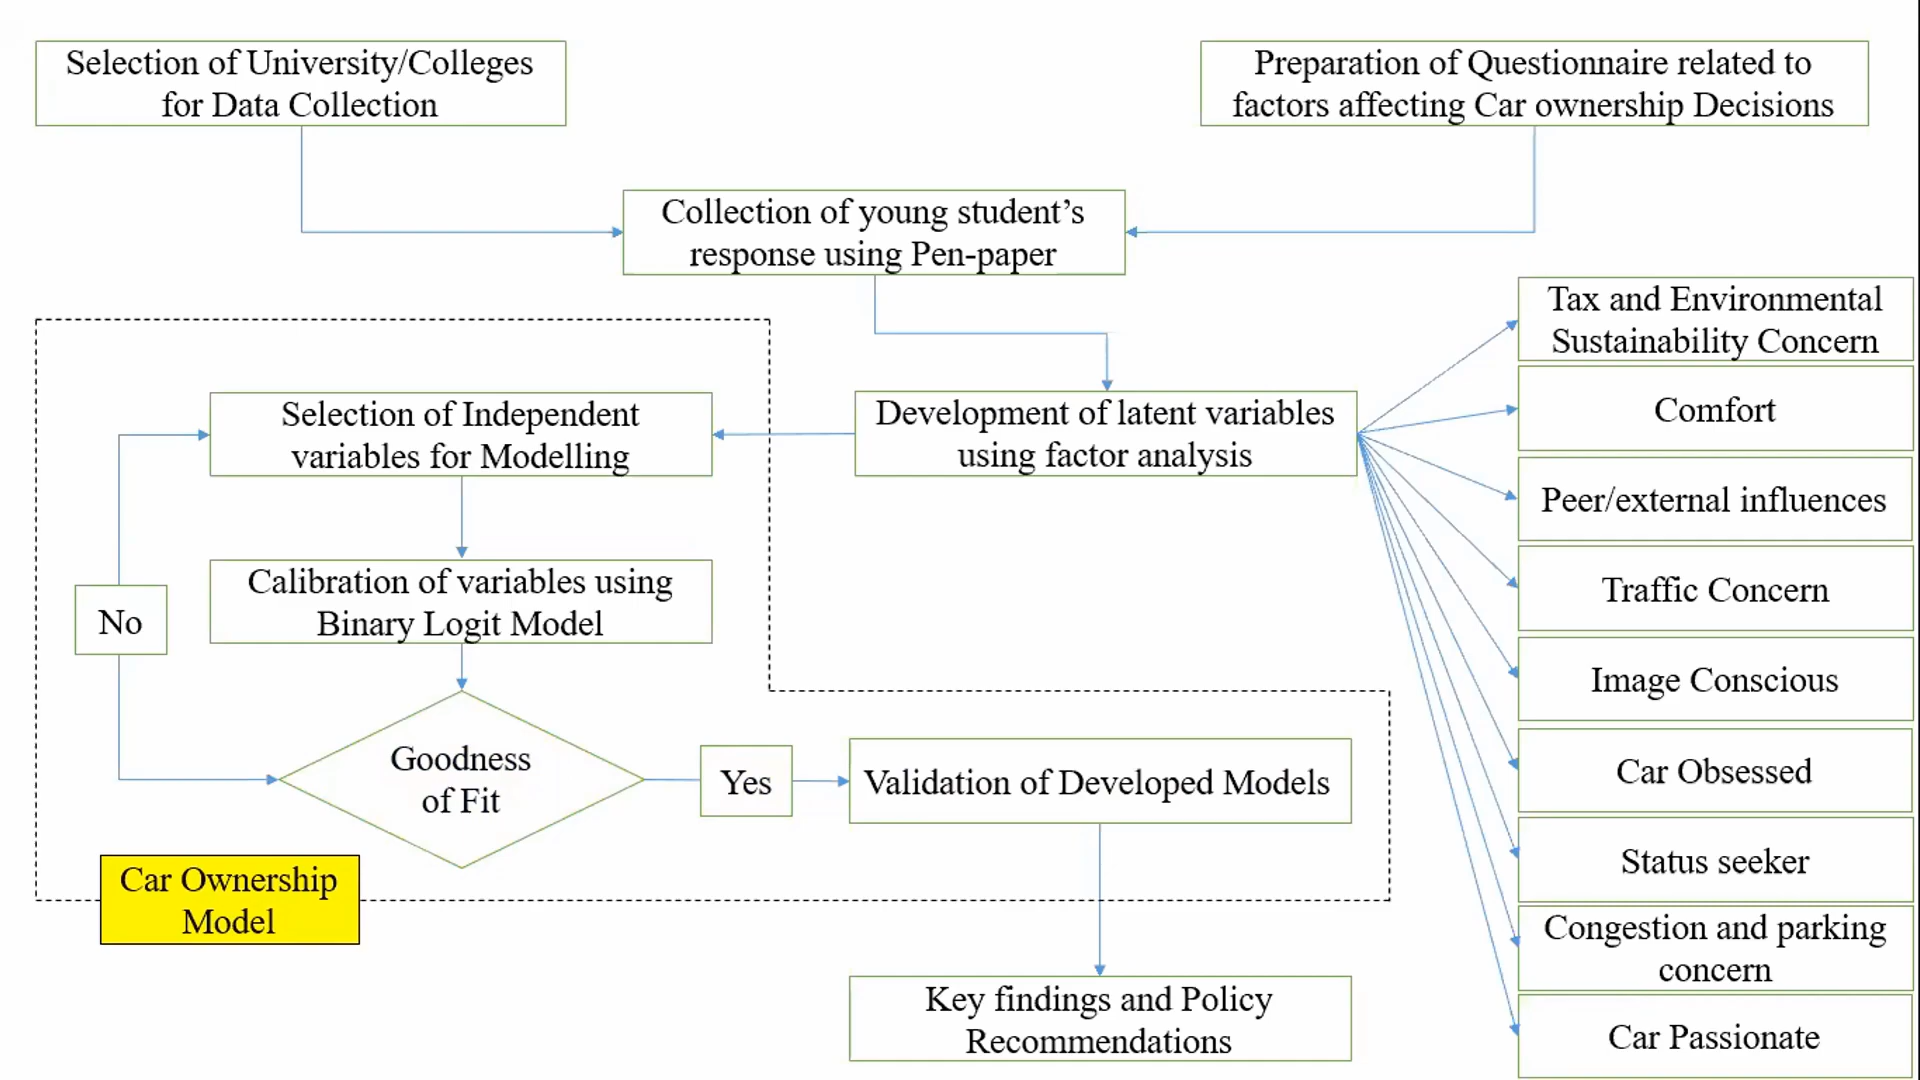 Selection of University/Colleges
for Data Collection
Preparation of Questionnaire related to
factors affecting Car ownership Decisions
Collection of young student’s
response using Pen-paper
Tax and Environmental
Sustainability Concern
Selection of Independent
variables for Modelling
Development of latent variables
using factor analysis
Comfort
Peer/external influences
Calibration of variables using
Binary Logit Model
No
Traffic Concern
Image Conscious
Goodness
of Fit
Yes
Validation of Developed Models
Car Obsessed
Status seeker
Car Ownership
Model
Congestion and parking
concern
Key findings and Policy
Recommendations
Car Passionate